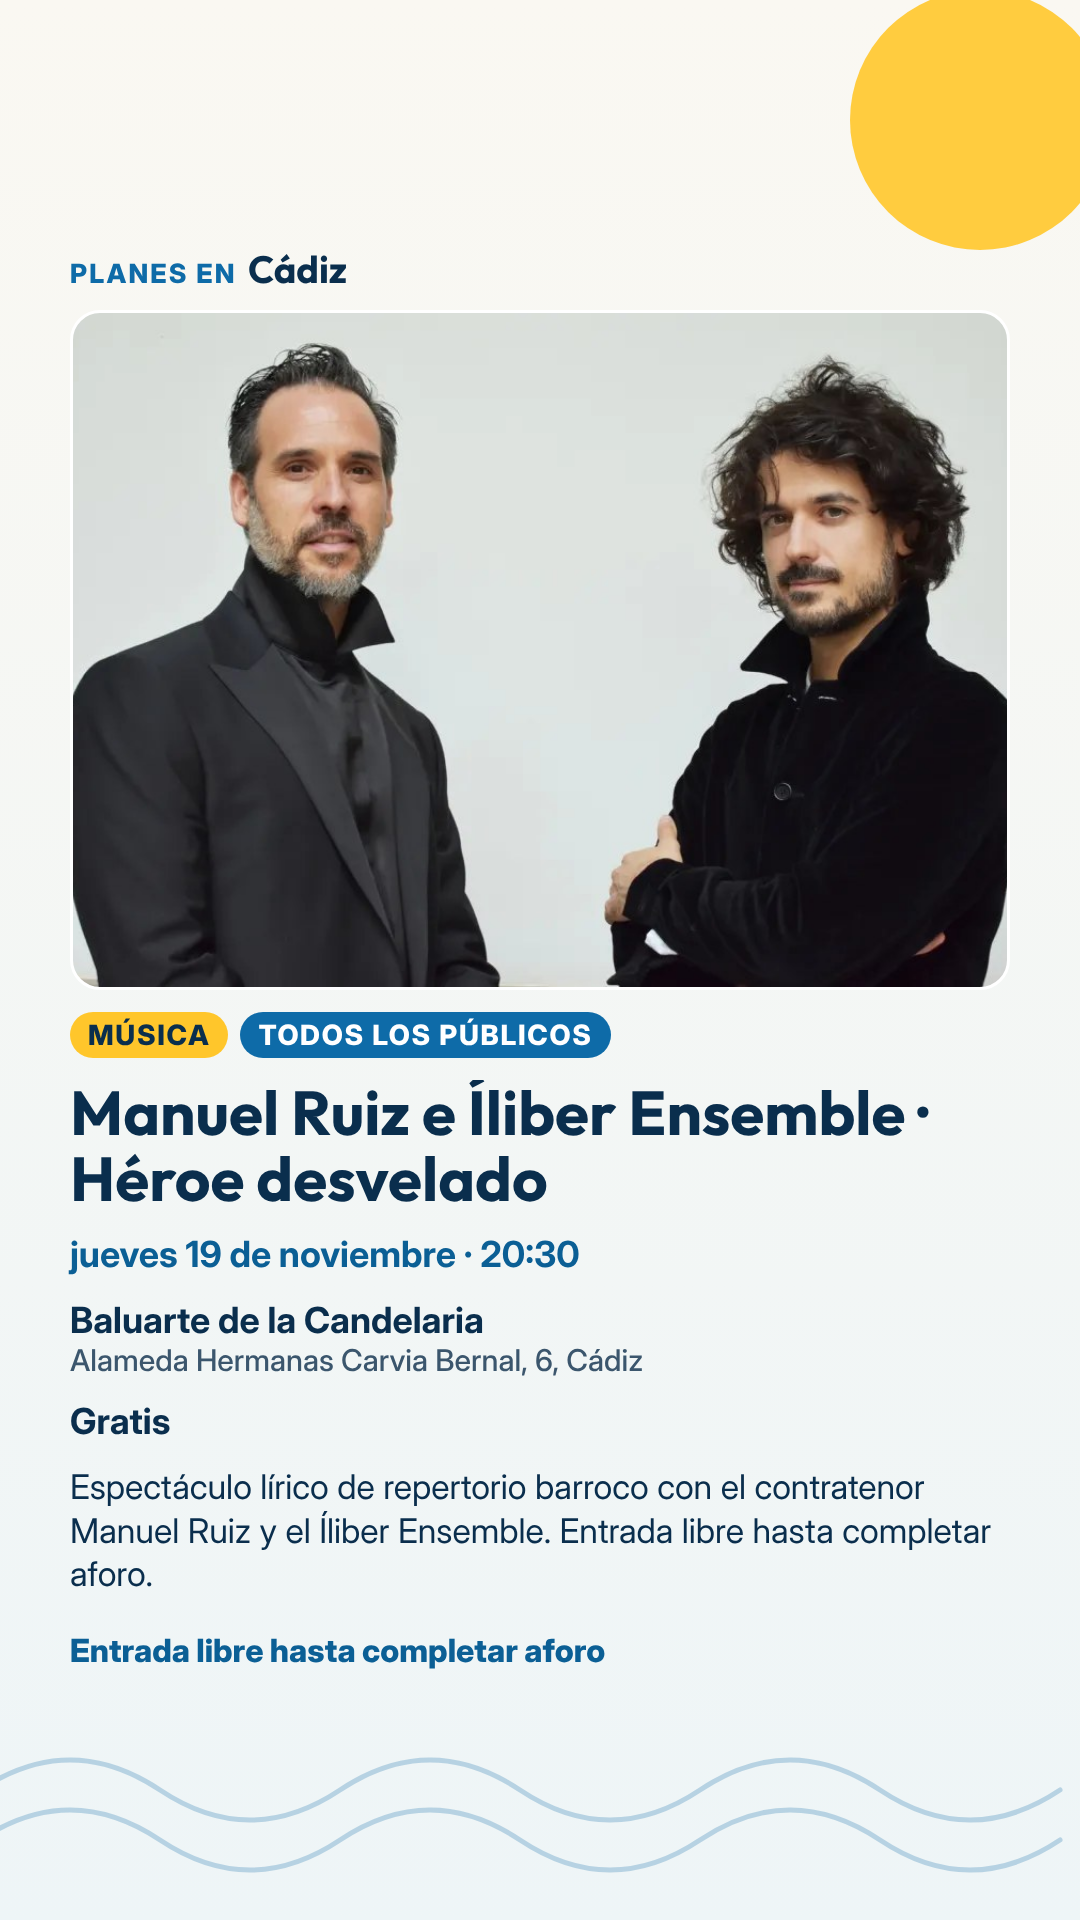 PLANES EN Cádiz
MÚSICA TODOS LOS PÚBLICOS
Manuel Ruiz e Íliber Ensemble ·
Héroe desvelado
jueves 19 de noviembre · 20:30
Baluarte de la Candelaria
Alameda Hermanas Carvia Bernal, 6, Cádiz
Gratis
Espectáculo lírico de repertorio barroco con el contratenor
Manuel Ruiz y el Íliber Ensemble. Entrada libre hasta completar
aforo.
Entrada libre hasta completar aforo